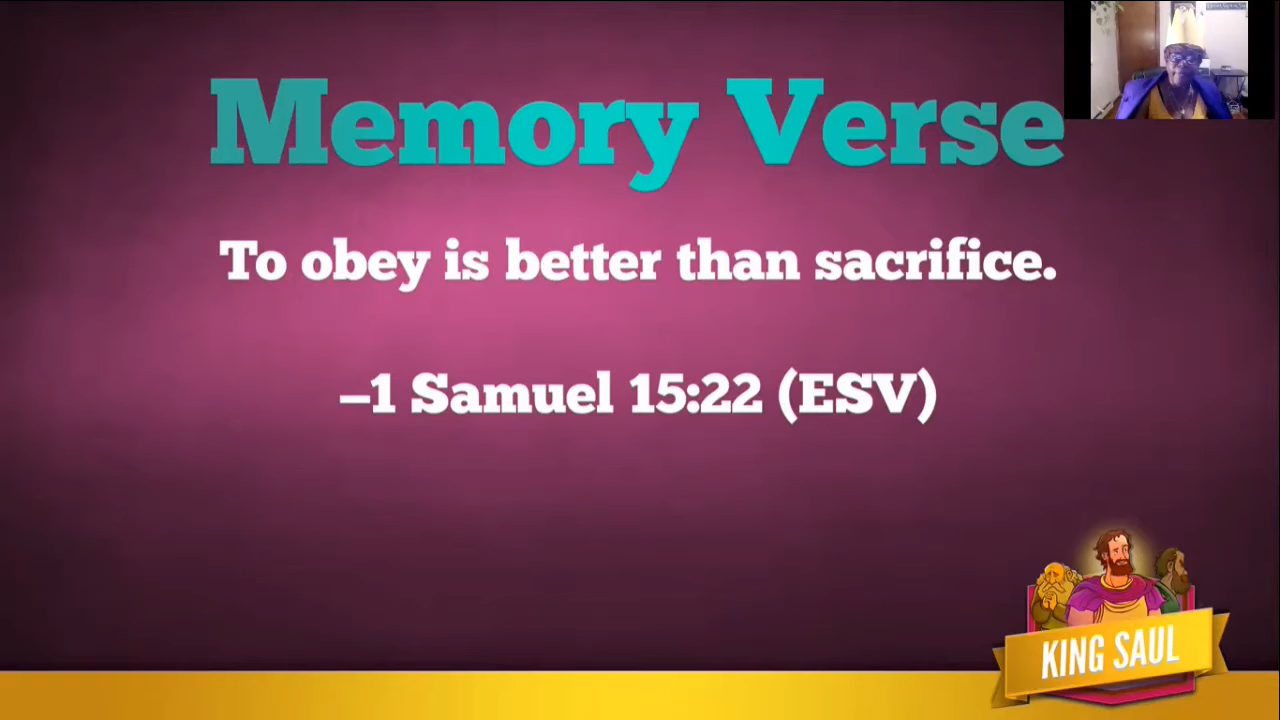 Memory Verse
To obey is better than sacrifice.
–1 Samuel 15:22 (ESV)
KING SAUL